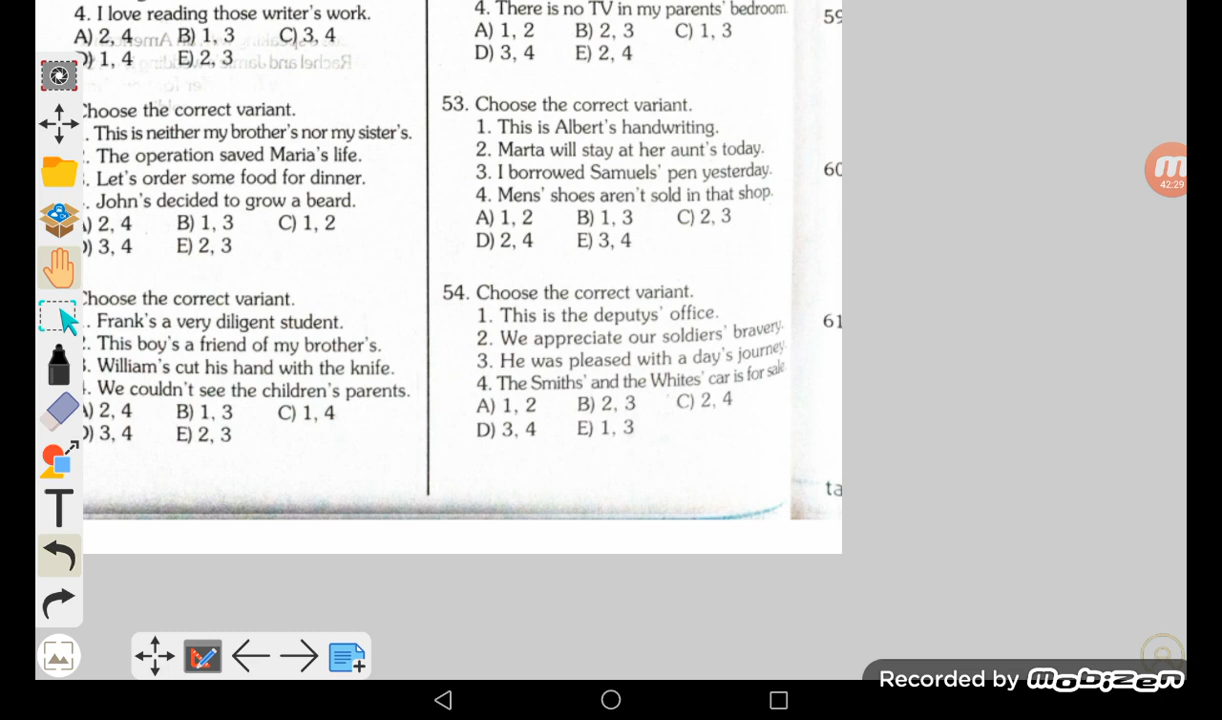 4. I love reading those writer's work.
A) 2, 4 B) 1, 3 C) 3, 4
D) 1, 4 E) 2, 3
Choose the correct variant.
. This is neither my brother's nor my sister's.
. The operation saved Maria's life.
. Let's order some food for dinner.
. John's decided to grow a beard.
A) 2, 4 B) 1, 3 C) 1, 2
D) 3, 4 E) 2, 3
Choose the correct variant.
. Frank's a very diligent student.
2. This boy's a friend of my brother's.
3. William's cut his hand with the knife.
4. We couldn't see the children's parents.
A) 2, 4 B) 1, 3 C) 1, 4
D) 3, 4 E) 2, 3
4. There is no TV in my parents' bedroom.
A) 1, 2 B) 2, 3 C) 1, 3
D) 3, 4 E) 2, 4
53. Choose the correct variant.
1. This is Albert's handwriting.
2. Marta will stay at her aunt's today.
3. I borrowed Samuels' pen yesterday.
4. Mens' shoes aren't sold in that shop.
A) 1, 2 B) 1, 3 C) 2, 3
D) 2, 4 E) 3, 4
54. Choose the correct variant.
1. This is the deputys' office.
2. We appreciate our soldiers' bravery.
3. He was pleased with a day's journey.
4. The Smiths' and the Whites' car is for sale
A) 1, 2 B) 2, 3 C) 2, 4
D) 3, 4 E) 1, 3
59
60
61
ta
42:29
T
Recorded by mobizen